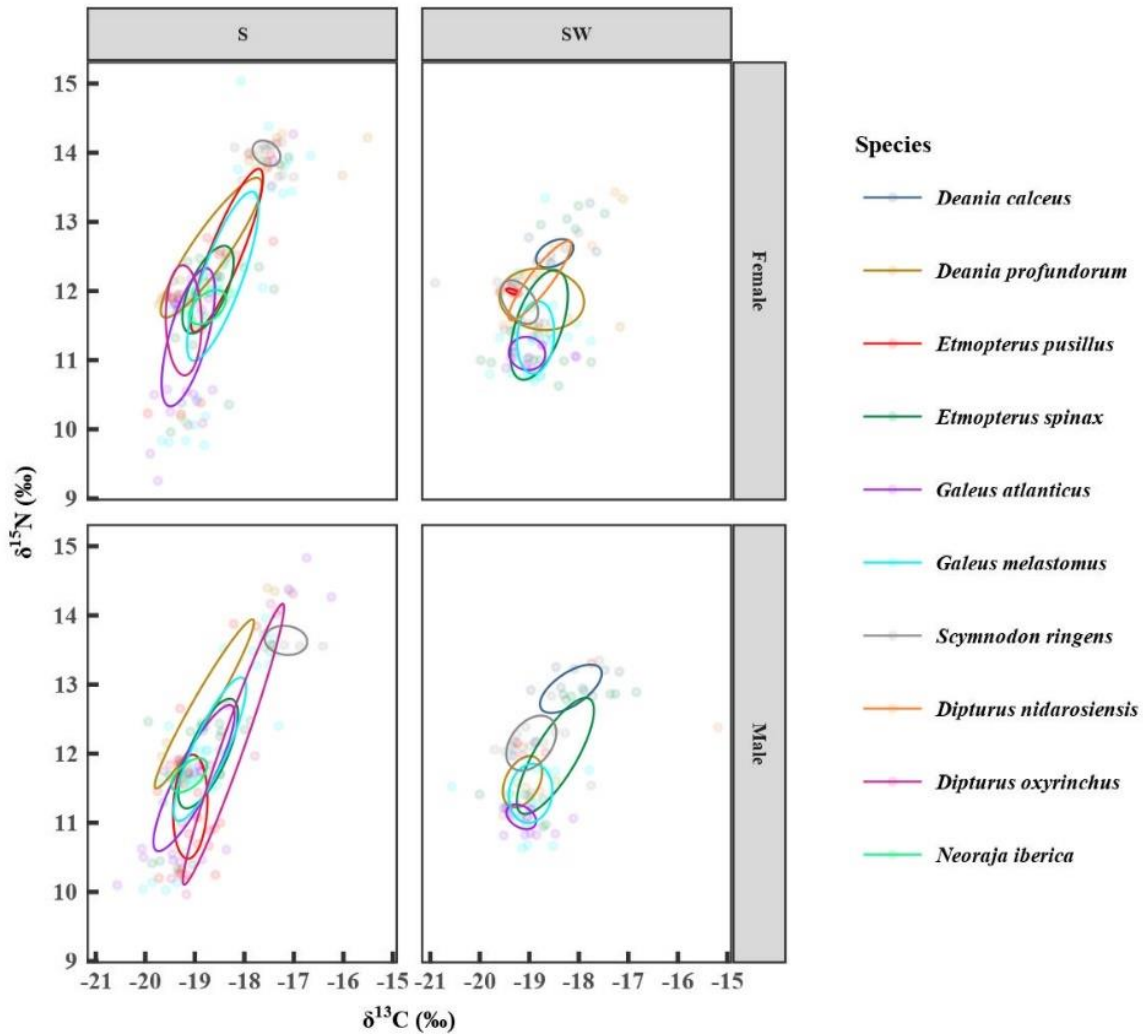 S
SW
15
14
13
12
11
10
9
Female
15
14
13
12
11
10
9
Male
-21 -20 -19 -18 -17 -16 -15
-21 -20 -19 -18 -17 -16 -15
δ¹⁵N (‰)
δ¹³C (‰)
Species
Deania calceus
Deania profundorum
Etmopterus pusillus
Etmopterus spinax
Galeus atlanticus
Galeus melastomus
Scymnodon ringens
Dipturus nidarosiensis
Dipturus oxyrinchus
Neoraja iberica